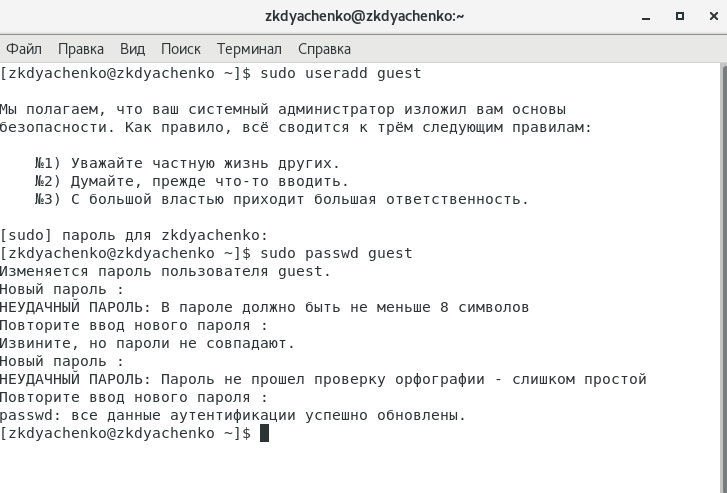 zkdyachenko@zkdyachenko:~
Файл Правка Вид Поиск Терминал Справка
[zkdyachenko@zkdyachenko ~]$ sudo useradd guest
Мы полагаем, что ваш системный администратор изложил вам основы
безопасности. Как правило, всё сводится к трём следующим правилам:
№1) Уважайте частную жизнь других.
№2) Думайте, прежде что-то вводить.
№3) С большой властью приходит большая ответственность.
[sudo] пароль для zkdyachenko:
[zkdyachenko@zkdyachenko ~]$ sudo passwd guest
Изменяется пароль пользователя guest.
Новый пароль :
НЕУДАЧНЫЙ ПАРОЛЬ: В пароле должно быть не меньше 8 символов
Повторите ввод нового пароля :
Извините, но пароли не совпадают.
Новый пароль :
НЕУДАЧНЫЙ ПАРОЛЬ: Пароль не прошел проверку орфографии - слишком простой
Повторите ввод нового пароля :
passwd: все данные аутентификации успешно обновлены.
[zkdyachenko@zkdyachenko ~]$